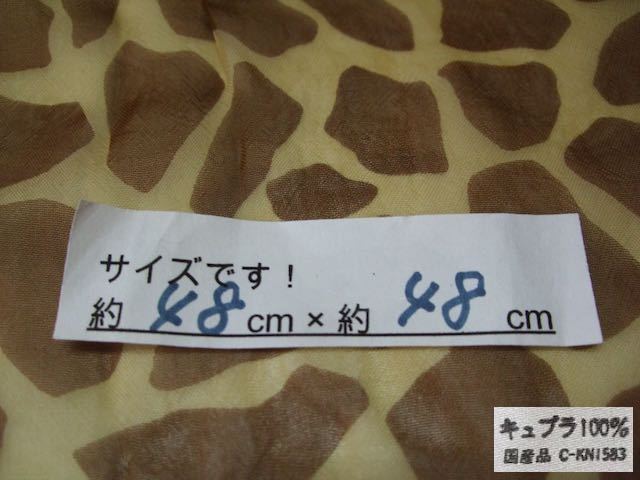 サイズです!
約 48 cm × 約 48 cm
キュプラ100%
国産品 C-KN1583